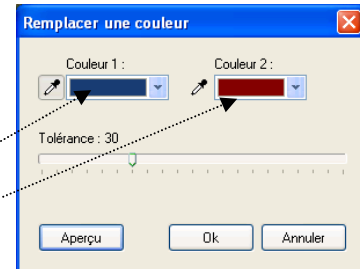 Remplacer une couleur
Couleur 1 : Couleur 2 :
Tolérance : 30
Aperçu Ok Annuler